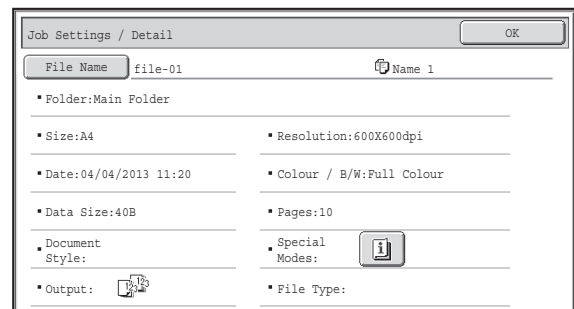 Job Settings / Detail
OK
File Name
file-01
Name 1
Folder:Main Folder
Size:A4
Resolution:600X600dpi
Date:04/04/2013 11:20
Colour / B/W:Full Colour
Data Size:40B
Pages:10
Document
Style:
Special
Modes:
Output:
123
123
File Type: